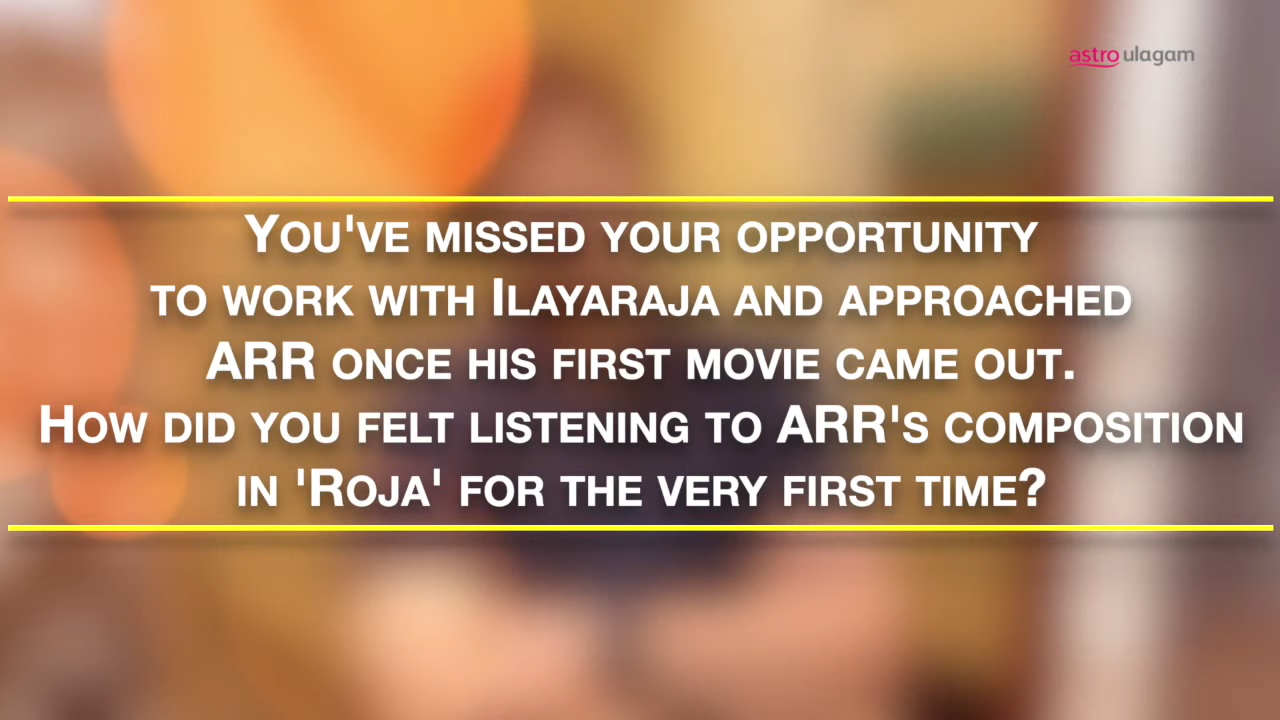 astro ulagam
You've missed your opportunity
to work with Ilayaraja and approached
ARR once his first movie came out.
How did you felt listening to ARR's composition
in 'Roja' for the very first time?